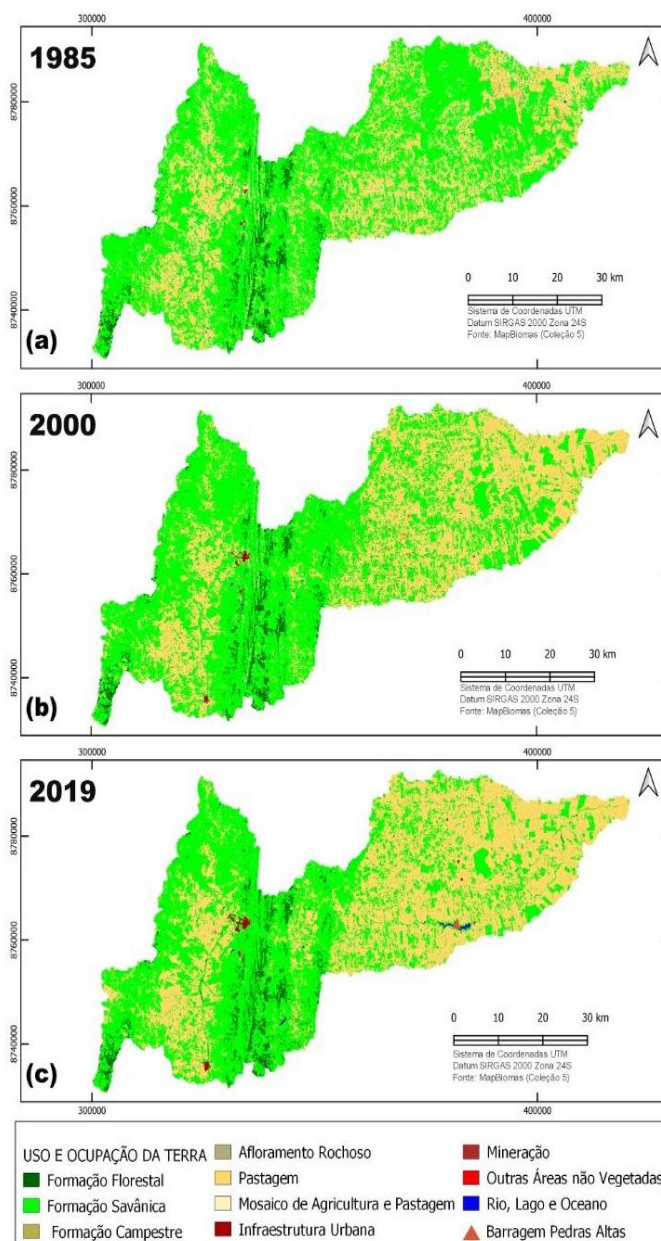 300000 400000
1985
8780000
8760000
8740000
0 10 20 30 km
Sistema de Coordenadas UTM
Datum SIRGAS 2000 Zona 24S
Fonte: MapBiomas (Coleção 5)
(a)
300000 400000
2000
8780000
8760000
8740000
0 10 20 30 km
Sistema de Coordenadas UTM
Datum SIRGAS 2000 Zona 24S
Fonte: MapBiomas (Coleção 5)
(b)
300000 400000
2019
8780000
8760000
8740000
0 10 20 30 km
Sistema de Coordenadas UTM
Datum SIRGAS 2000 Zona 24S
Fonte: MapBiomas (Coleção 5)
(c)
300000 400000
USO E OCUPAÇÃO DA TERRA
Formação Florestal
Formação Savânica
Formação Campestre
Afloramento Rochoso
Pastagem
Mosaico de Agricultura e Pastagem
Infraestrutura Urbana
Mineração
Outras Áreas não Vegetadas
Rio, Lago e Oceano
Barragem Pedras Altas